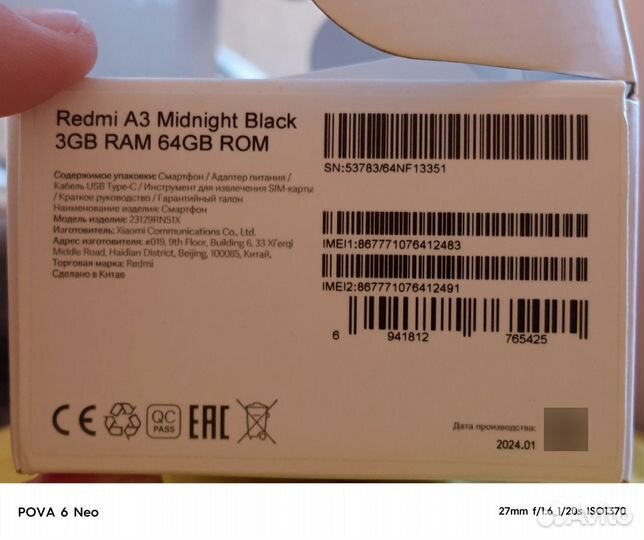 Redmi A3 Midnight Black
3GB RAM 64GB ROM
Содержимое упаковки: Смартфон / Адаптер питания /
Кабель USB Type-C / Инструмент для извлечения SIM-карты
/ Краткое руководство / Гарантийный талон
Наименование изделия: Смартфон
Модель изделия: 23129RN51X
Изготовитель: Xiaomi Communications Co., Ltd.
Адрес изготовителя: #019, 9th Floor, Building 6, 33 Xi'erqi
Middle Road, Haidian District, Beijing, 100085, Китай.
Торговая марка: Redmi
Сделано в Китае
SN:53783/64NF13351
IMEI1:867771076412483
IMEI2:867771076412491
6 941812 765425
CE QC PASS EAC
Дата производства:
2024.01
POVA 6 Neo
27mm f/1.6 1/20s ISO1370
Avito